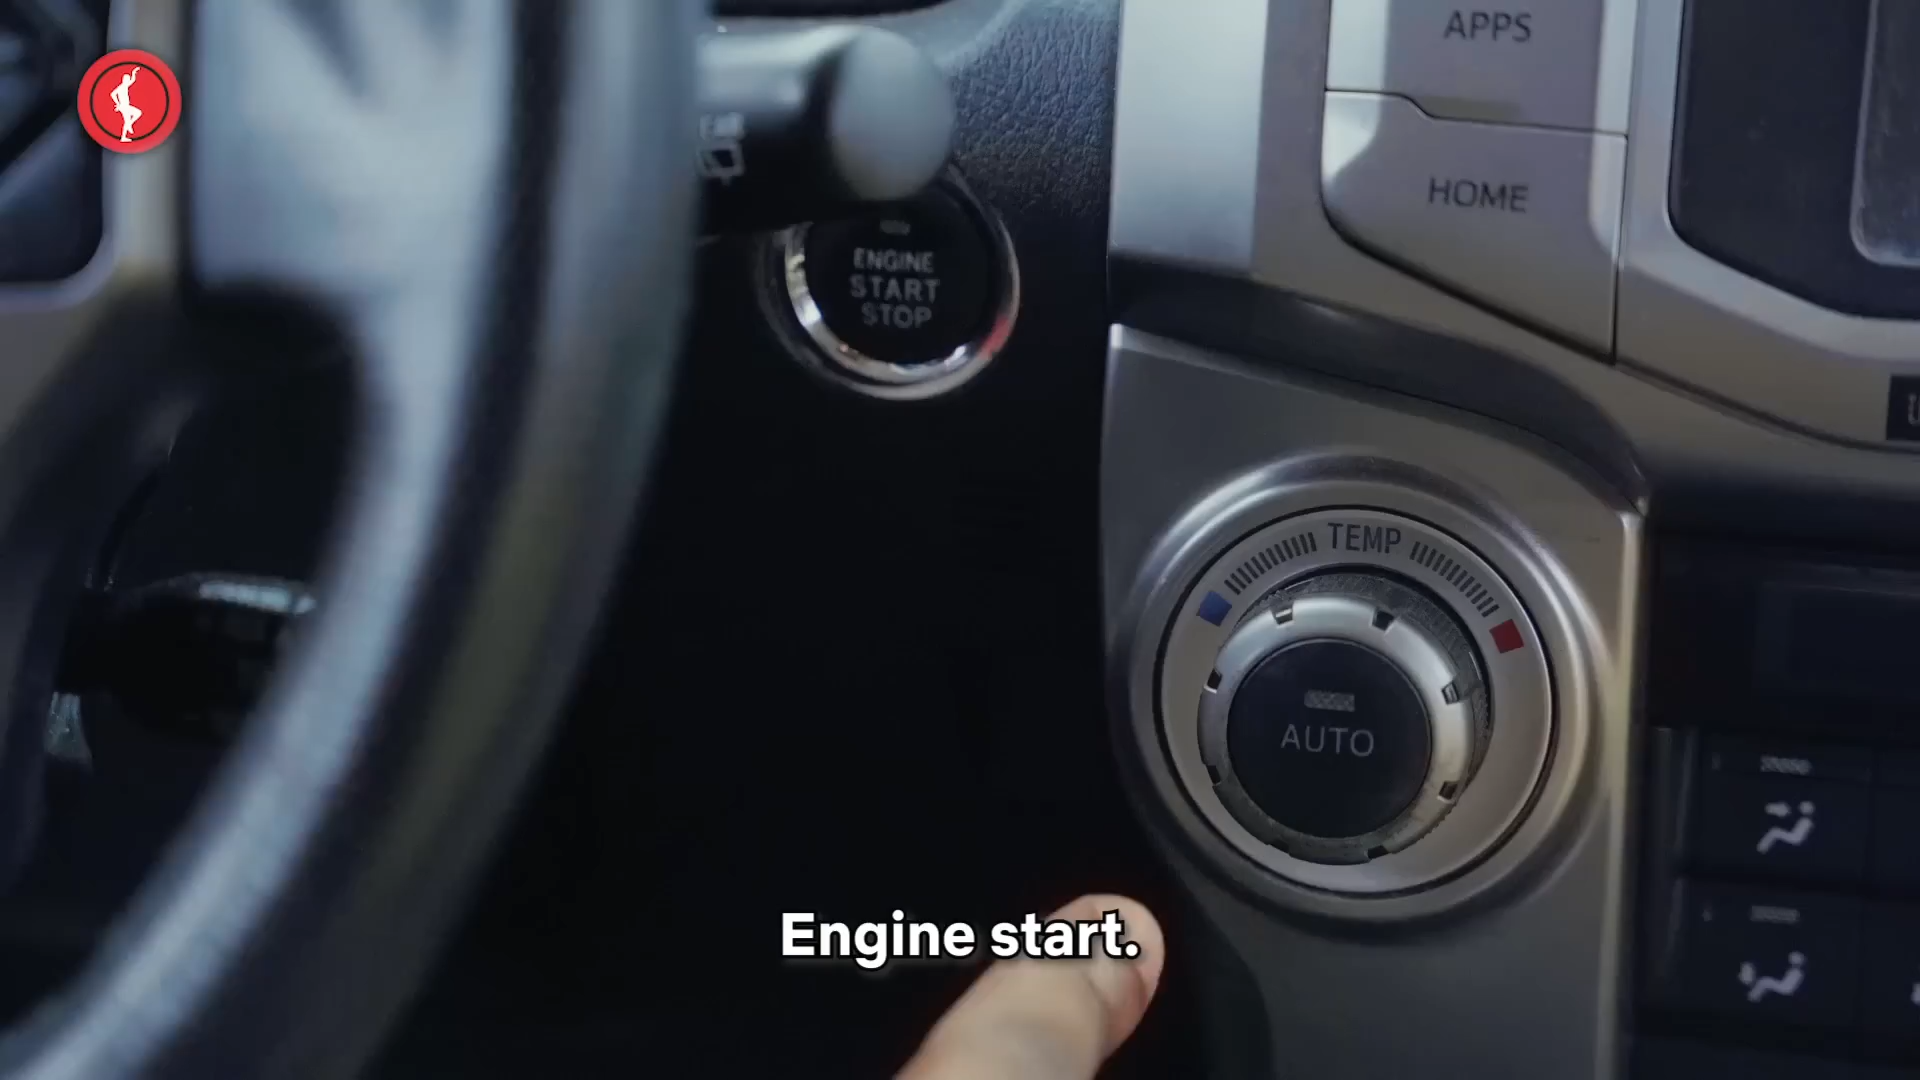 APPS
HOME
ENGINE
START
STOP
TEMP
AUTO
Engine start.